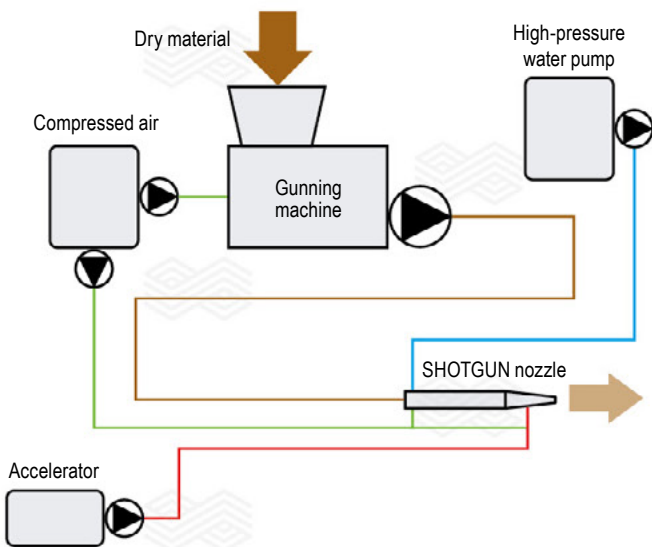 Dry material
High-pressure
water pump
Compressed air
Gunning
machine
SHOTGUN nozzle
Accelerator